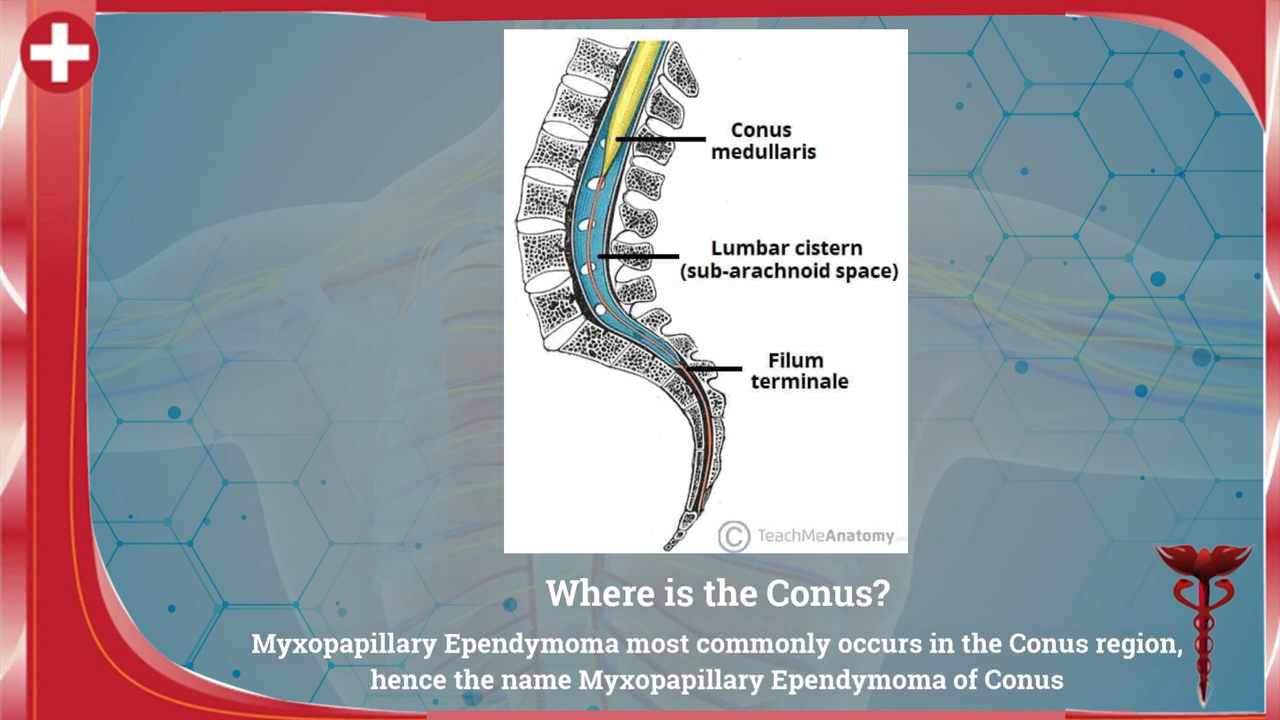 Conus
medullaris
Lumbar cistern
(sub-arachnoid space)
Filum
terminale
© TeachMeAnatomy
Where is the Conus?
Myxopapillary Ependymoma most commonly occurs in the Conus region,
hence the name Myxopapillary Ependymoma of Conus